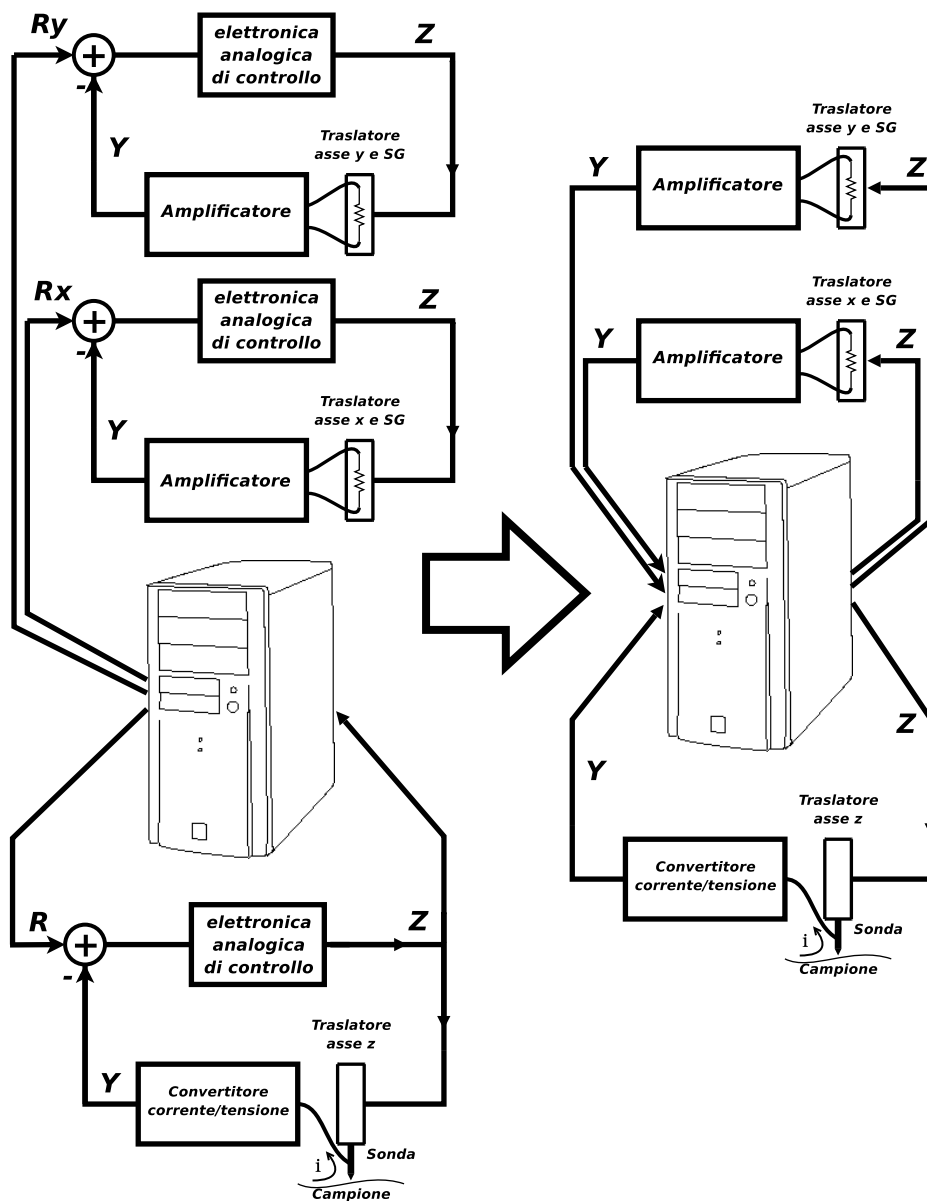 Ry
+
-
elettronica
analogica
di controllo
Z
Y
Amplificatore
Traslatore
asse y e SG
Rx
+
-
elettronica
analogica
di controllo
Z
Y
Amplificatore
Traslatore
asse x e SG
R
+
-
elettronica
analogica
di controllo
Z
Y
Convertitore
corrente/tensione
Traslatore
asse z
i
Sonda
Campione
Traslatore
asse y e SG
Y
Amplificatore
Z
Traslatore
asse x e SG
Y
Amplificatore
Z
Y
Z
Traslatore
asse z
Convertitore
corrente/tensione
i
Sonda
Campione